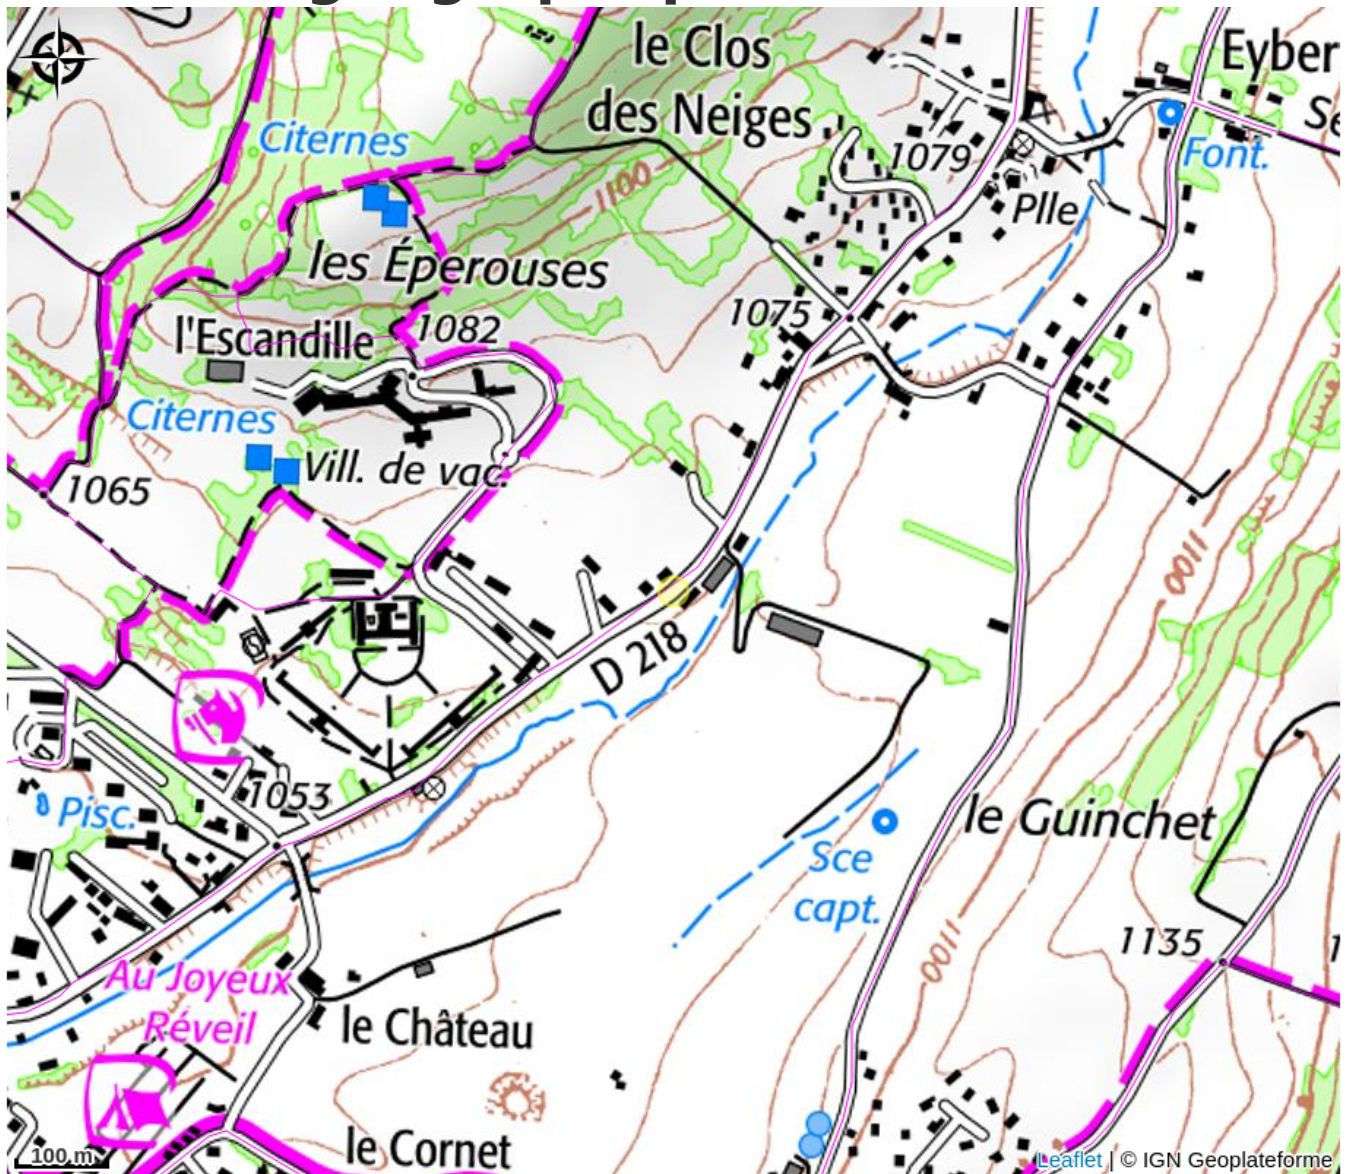 le Clos
des Neiges
Eyber
Se
Citernes
1079
Font.
1100
Plle
les Éperouses
1075
1082
l'Escandille
Citernes
Vill. de vac.
1065
1100
D 218
1053
Pisc.
le Guinchet
Sce
capt.
1135
1
1100
Au Joyeux
Réveil
le Château
le Cornet
100 m
Leaflet | © IGN Geoplateforme